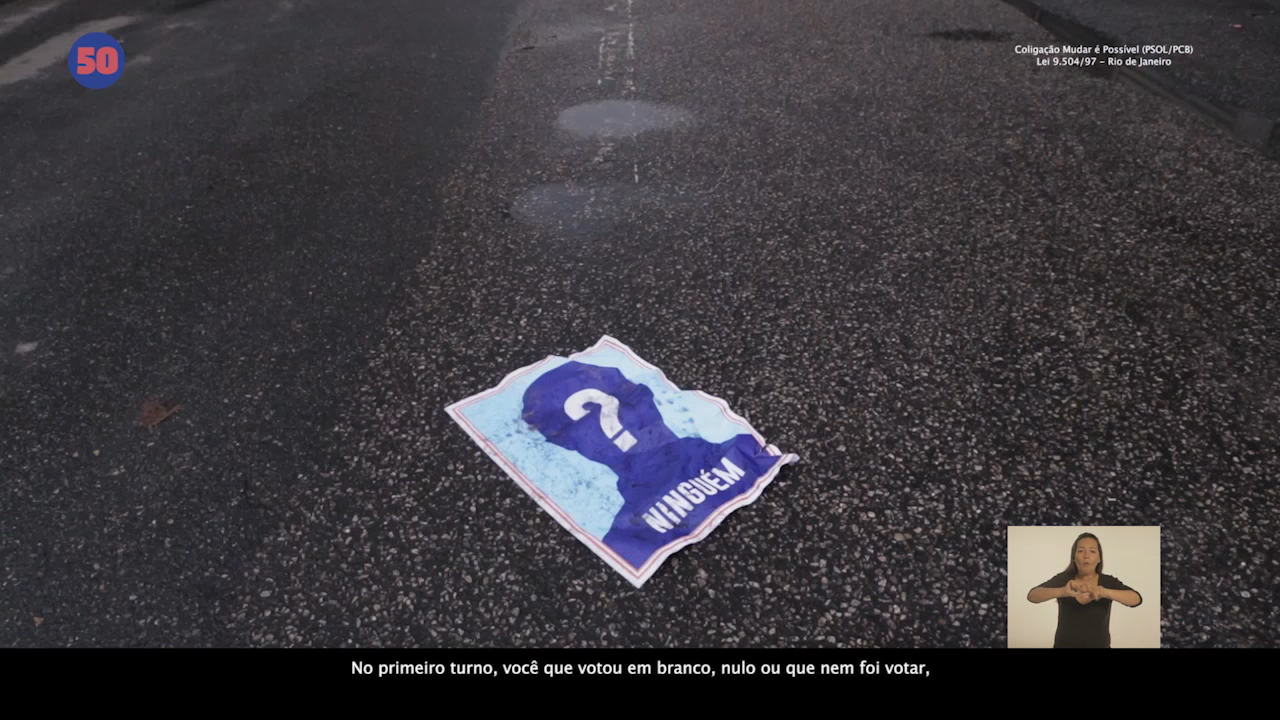 50
Coligação Mudar é Possível (PSOL/PCB)
Lei 9.504/97 - Rio de Janeiro
?
NINGUÉM
No primeiro turno, você que votou em branco, nulo ou que nem foi votar,